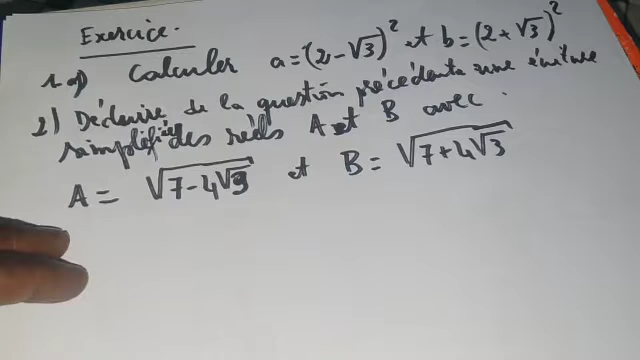 Exercice.
1. a) Calculer a=(2-√3)² et b=(2+√3)²
2) Déduire de la question précédente une écriture
simplifiée des réels A et B avec.
A = √(7-4√3) et B = √(7+4√3)